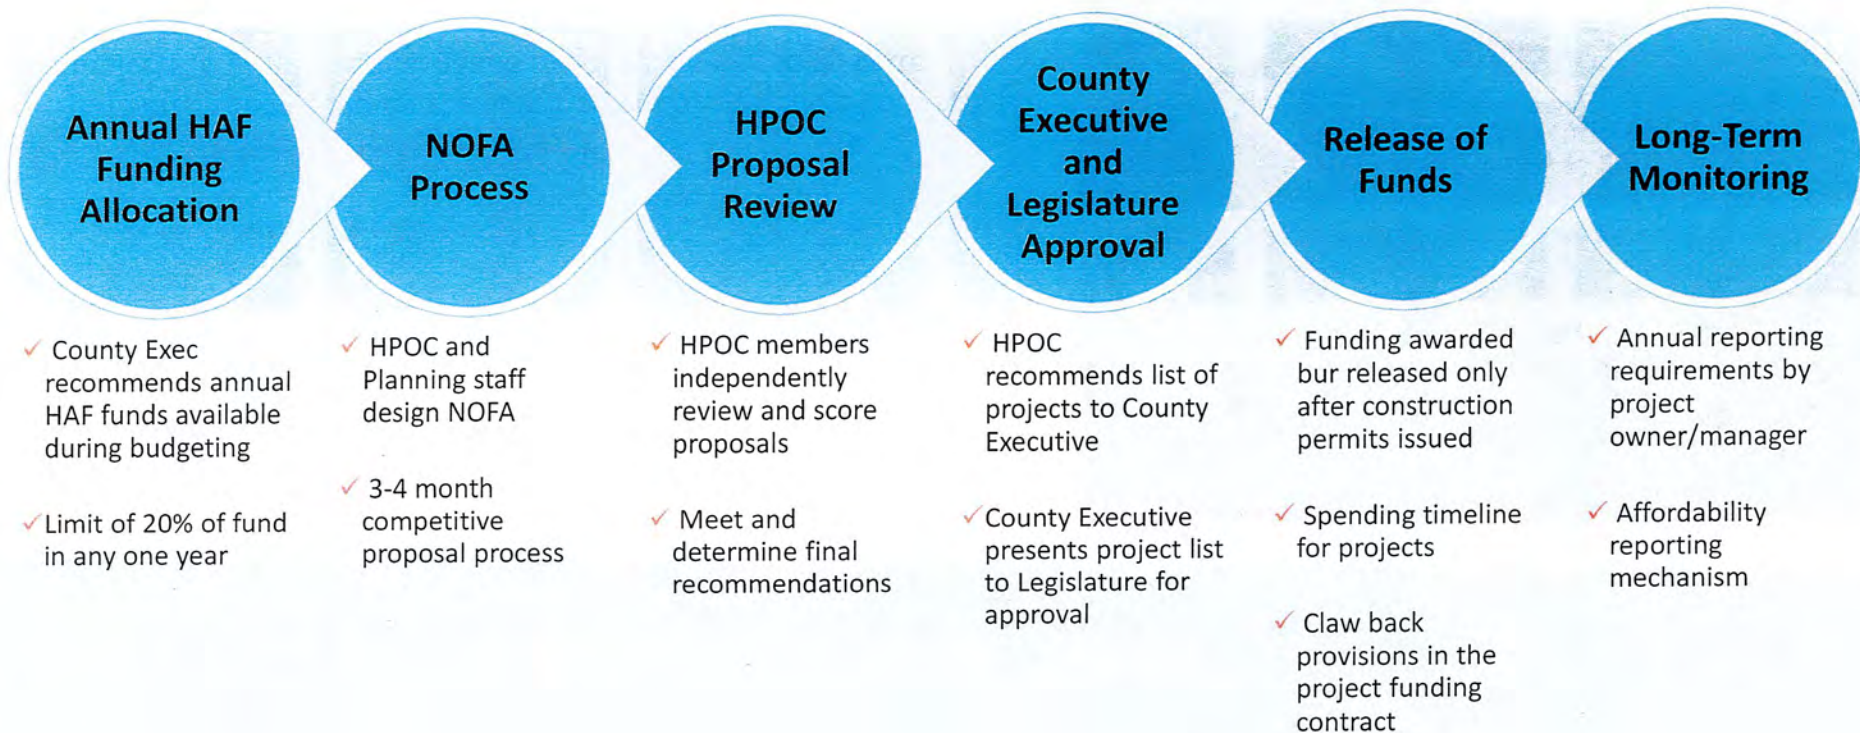 Annual HAF
Funding
Allocation
NOFA
Process
HPOC
Proposal
Review
County
Executive
and
Legislature
Approval
Release of
Funds
Long-Term
Monitoring
✓ County Exec
recommends annual
HAF funds available
during budgeting
✓Limit of 20% of fund
in any one year
✓ HPOC and
Planning staff
design NOFA
✓ 3-4 month
competitive
proposal process
✓ HPOC members
independently
review and score
proposals
✓ Meet and
determine final
recommendations
✓ HPOC
recommends list of
projects to County
Executive
✓County Executive
presents project list
to Legislature for
approval
✓ Funding awarded
bur released only
after construction
permits issued
✓ Spending timeline
for projects
✓ Claw back
provisions in the
project funding
contract
✓ Annual reporting
requirements by
project
owner/manager
✓ Affordability
reporting
mechanism